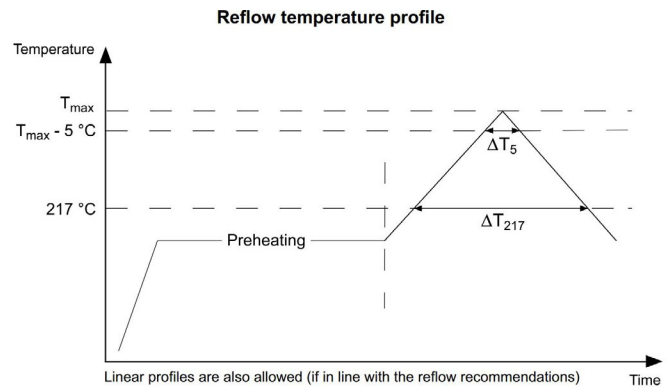 Reflow temperature profile
Temperature
Tmax
Tmax - 5 °C
ΔT5
217 °C
ΔT217
Preheating
Linear profiles are also allowed (if in line with the reflow recommendations)
Time